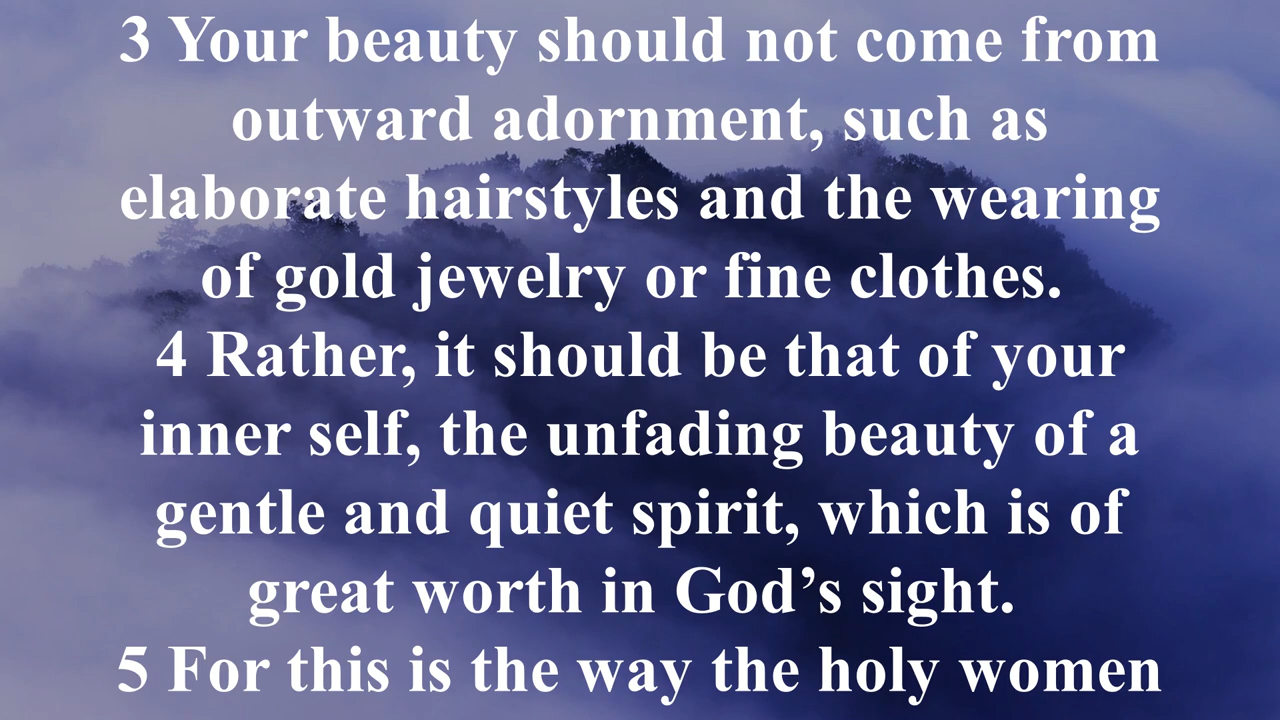 3 Your beauty should not come from
outward adornment, such as
elaborate hairstyles and the wearing
of gold jewelry or fine clothes.
4 Rather, it should be that of your
inner self, the unfading beauty of a
gentle and quiet spirit, which is of
great worth in God’s sight.
5 For this is the way the holy women